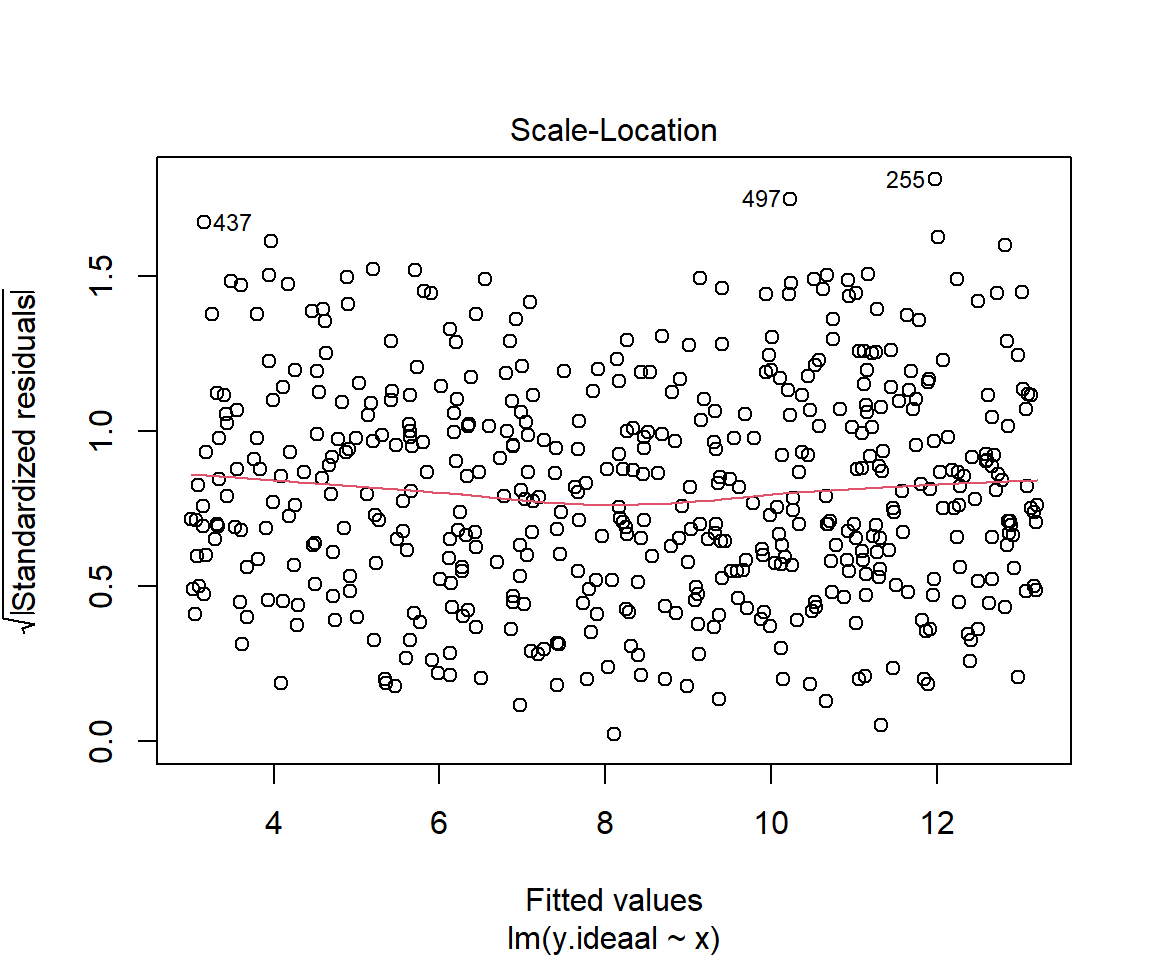 Scale-Location
√|Standardized residuals|
0.0 0.5 1.0 1.5
437
497
255
4 6 8 10 12
Fitted values
lm(y.ideaal ~ x)